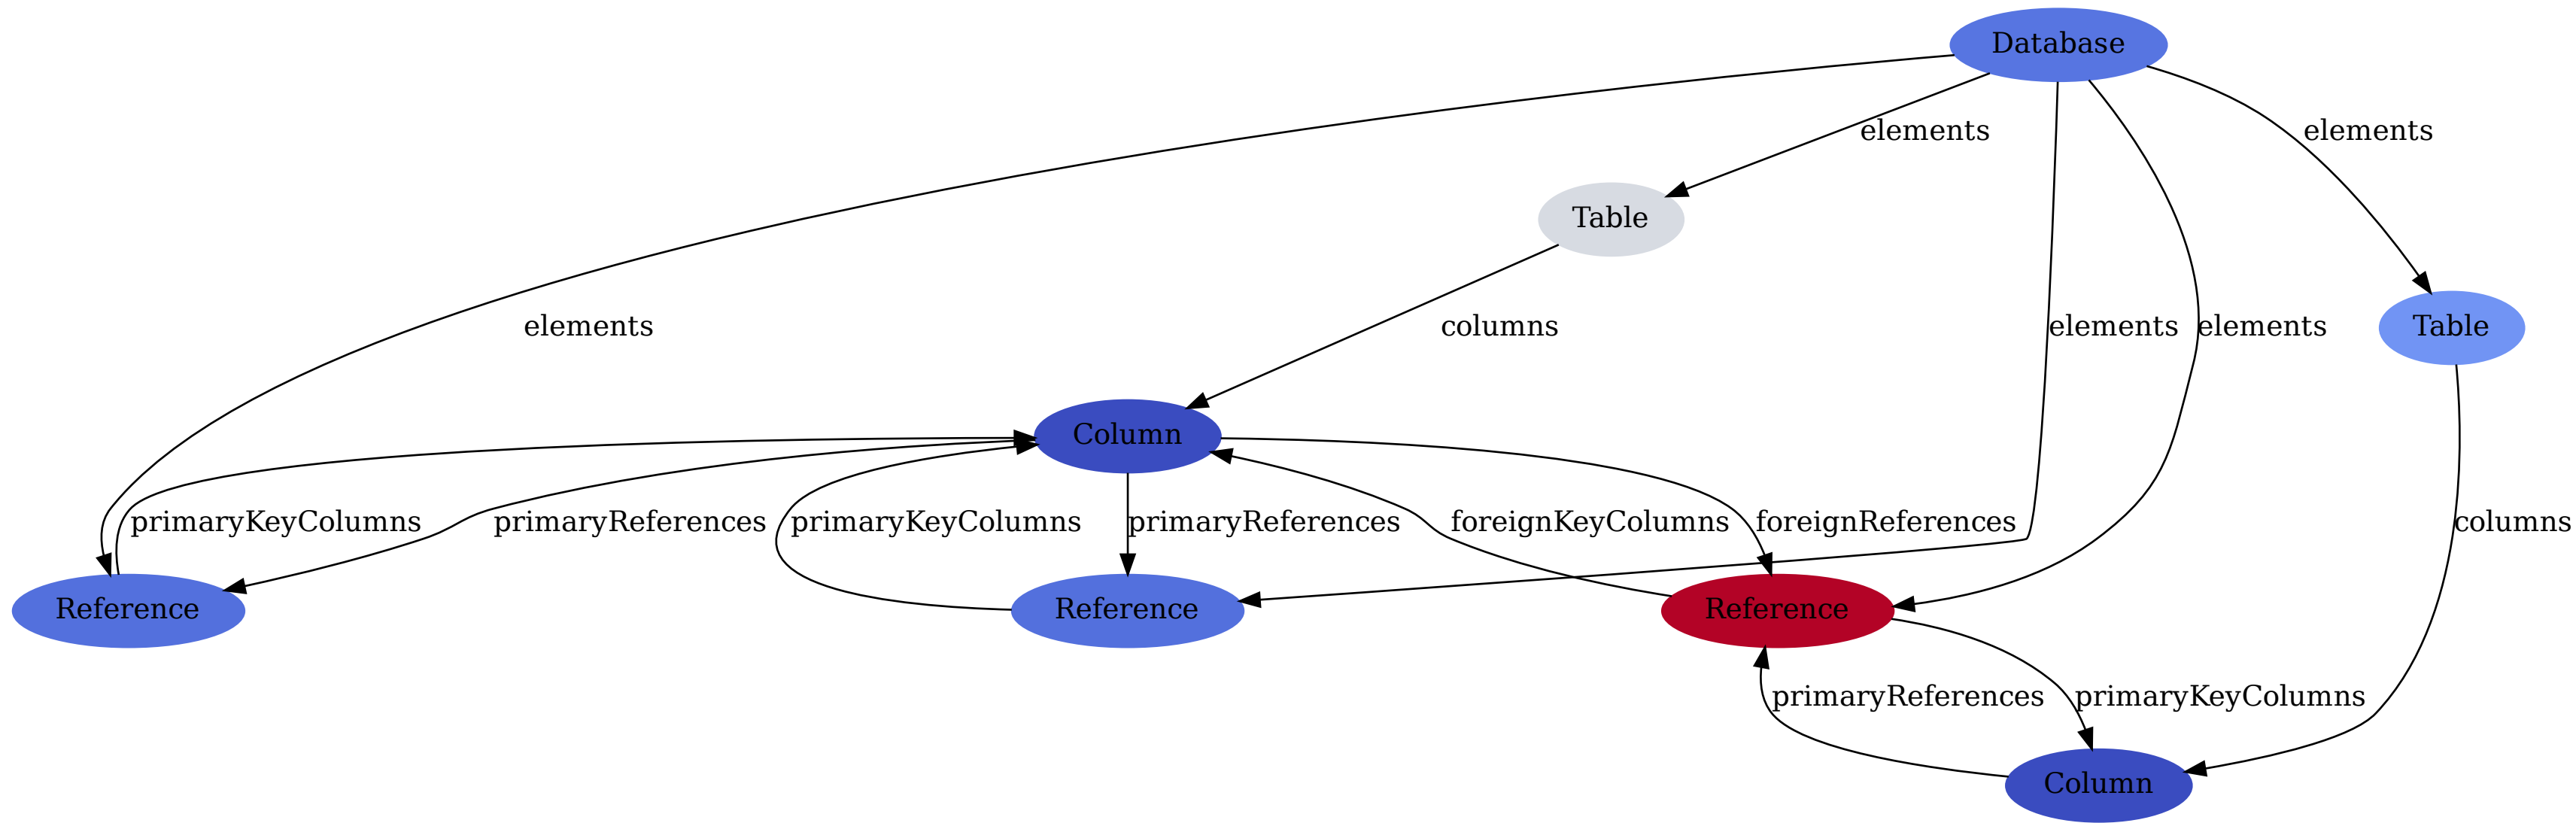 Database
elements
elements
Table
elements
columns
elements
elements
Table
Column
primaryKeyColumns
primaryReferences
primaryKeyColumns
primaryReferences
foreignKeyColumns
foreignReferences
columns
Reference
Reference
Reference
primaryReferences
primaryKeyColumns
Column